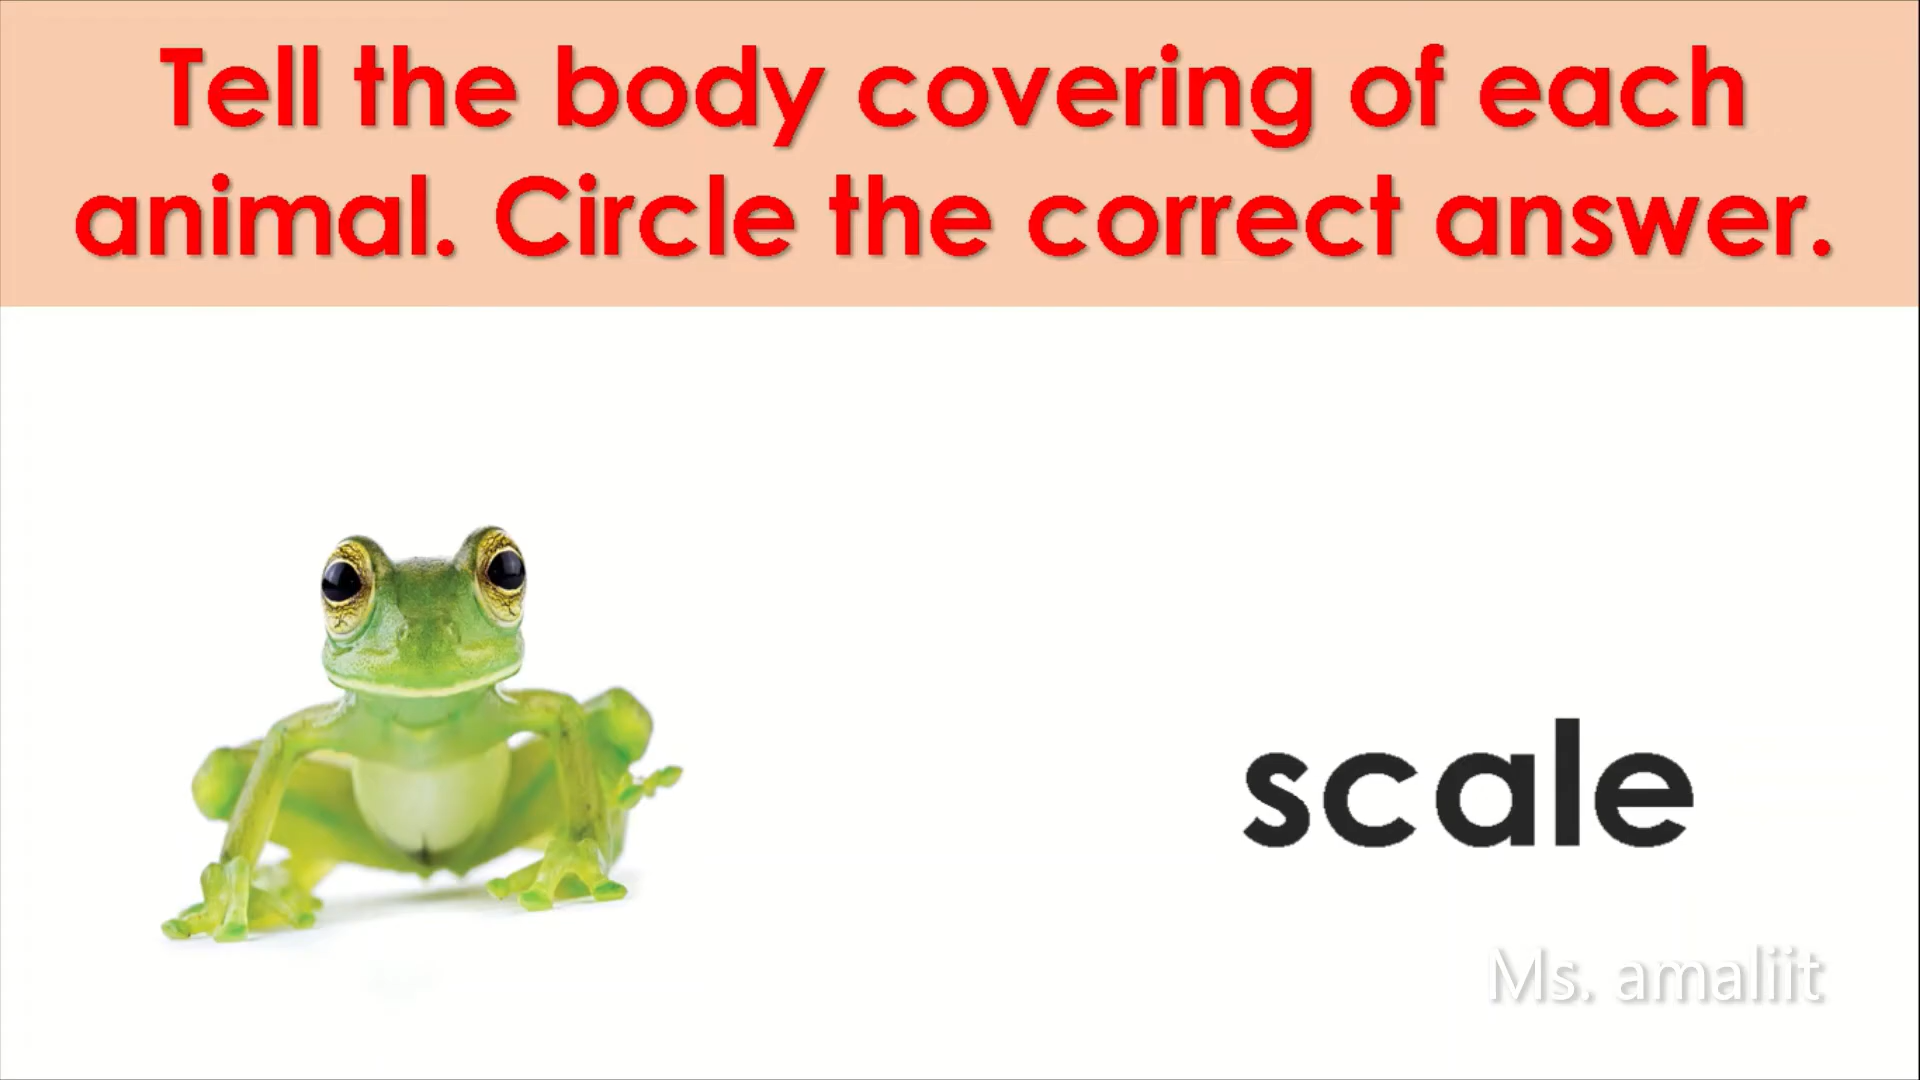 Tell the body covering of each
animal. Circle the correct answer.
scale
Ms. amaliit